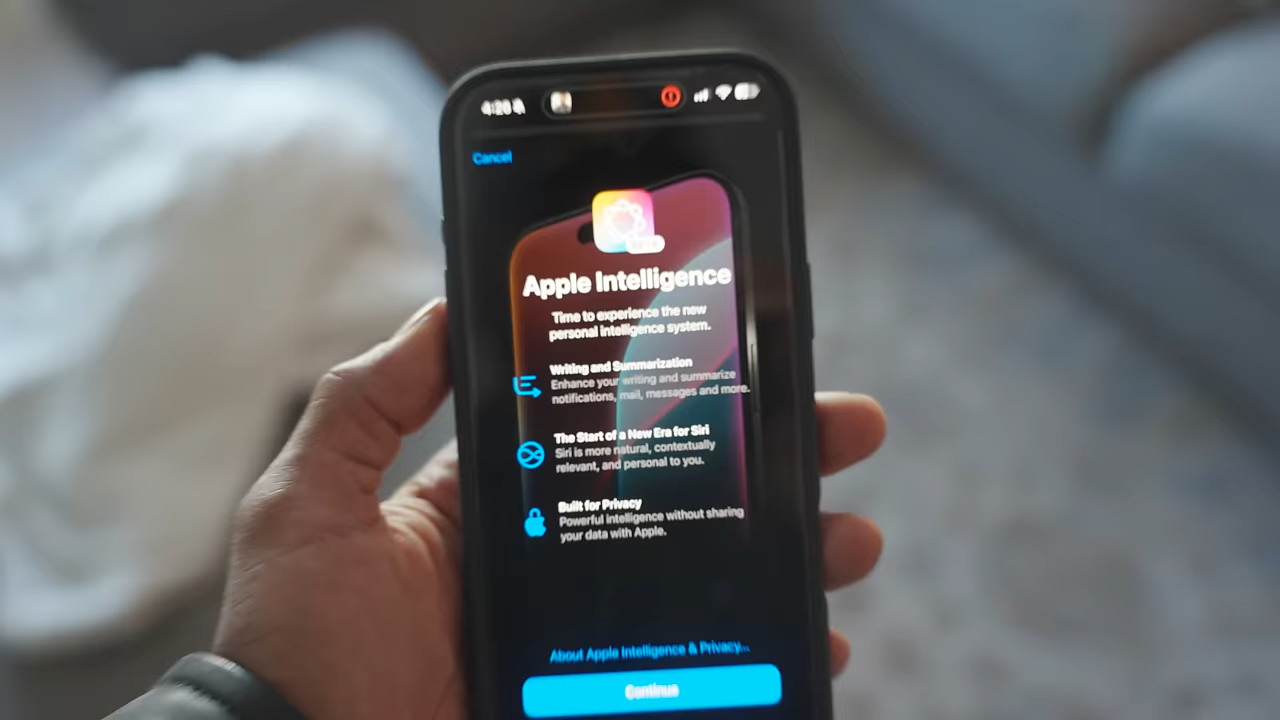 4:26
Cancel
Apple Intelligence
Time to experience the new
personal intelligence system.
Writing and Summarization
Enhance your writing and summarize
notifications, mail, messages and more.
The Start of a New Era for Siri
Siri is more natural, contextually
relevant, and personal to you.
Built for Privacy
Powerful intelligence without sharing
your data with Apple.
About Apple Intelligence & Privacy...
Continue